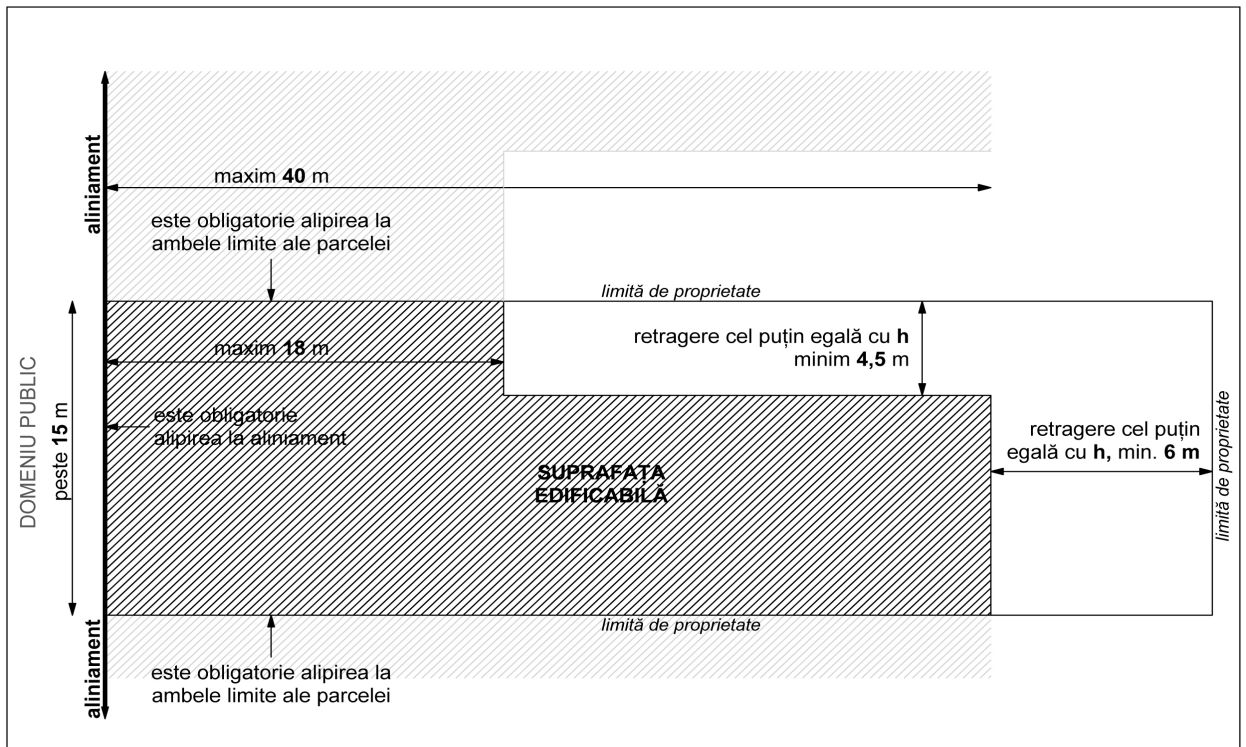 aliniament
maxim 40 m
este obligatorie alipirea la
ambele limite ale parcelei
limită de proprietate
retragere cel puțin egală cu h
minim 4,5 m
maxim 18 m
DOMENIU PUBLIC
peste 15 m
este obligatorie
alipirea la aliniament
retragere cel puțin
egală cu h, min. 6 m
limită de proprietate
SUPRAFAȚA
EDIFICABILĂ
limită de proprietate
aliniament
este obligatorie alipirea la
ambele limite ale parcelei